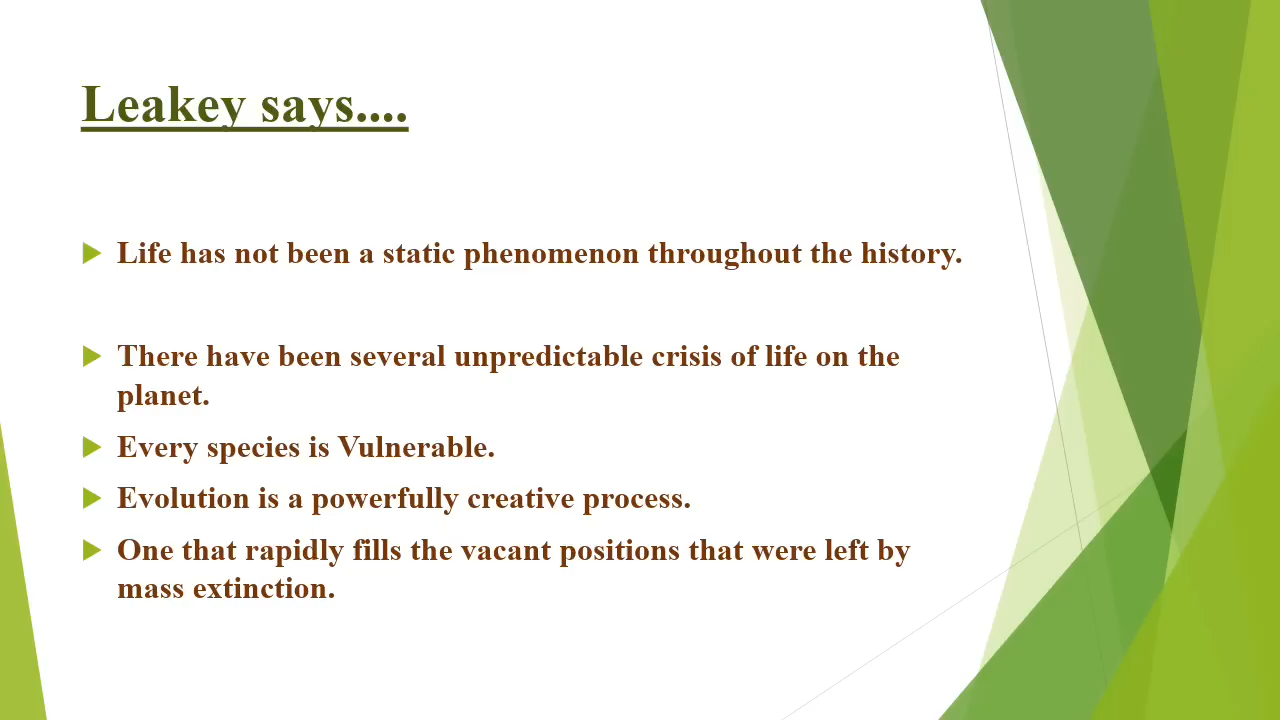 Leakey says....
Life has not been a static phenomenon throughout the history.
There have been several unpredictable crisis of life on the
planet.
Every species is Vulnerable.
Evolution is a powerfully creative process.
One that rapidly fills the vacant positions that were left by
mass extinction.